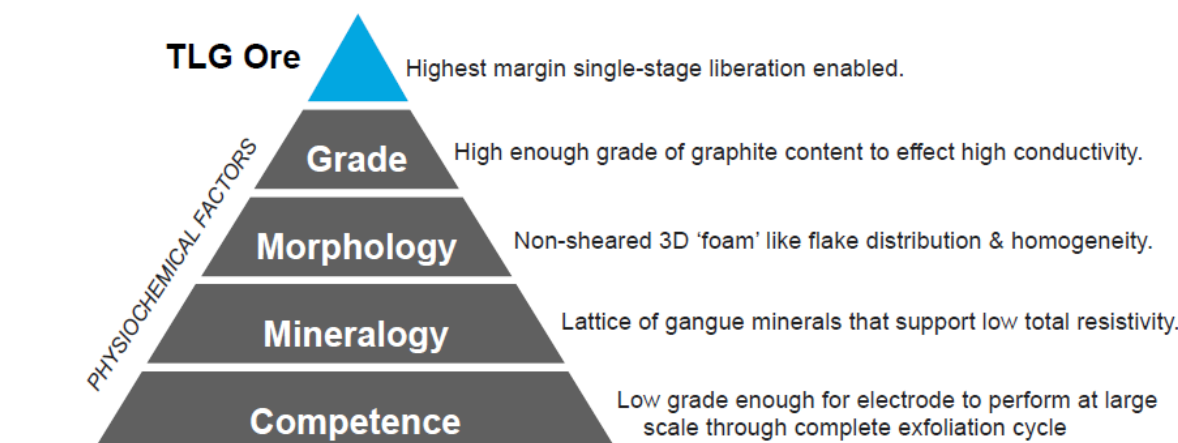 TLG Ore
Highest margin single-stage liberation enabled.
PHYSIOCHEMICAL FACTORS
Grade
High enough grade of graphite content to effect high conductivity.
Morphology
Non-sheared 3D ‘foam’ like flake distribution & homogeneity.
Mineralogy
Lattice of gangue minerals that support low total resistivity.
Competence
Low grade enough for electrode to perform at large
scale through complete exfoliation cycle